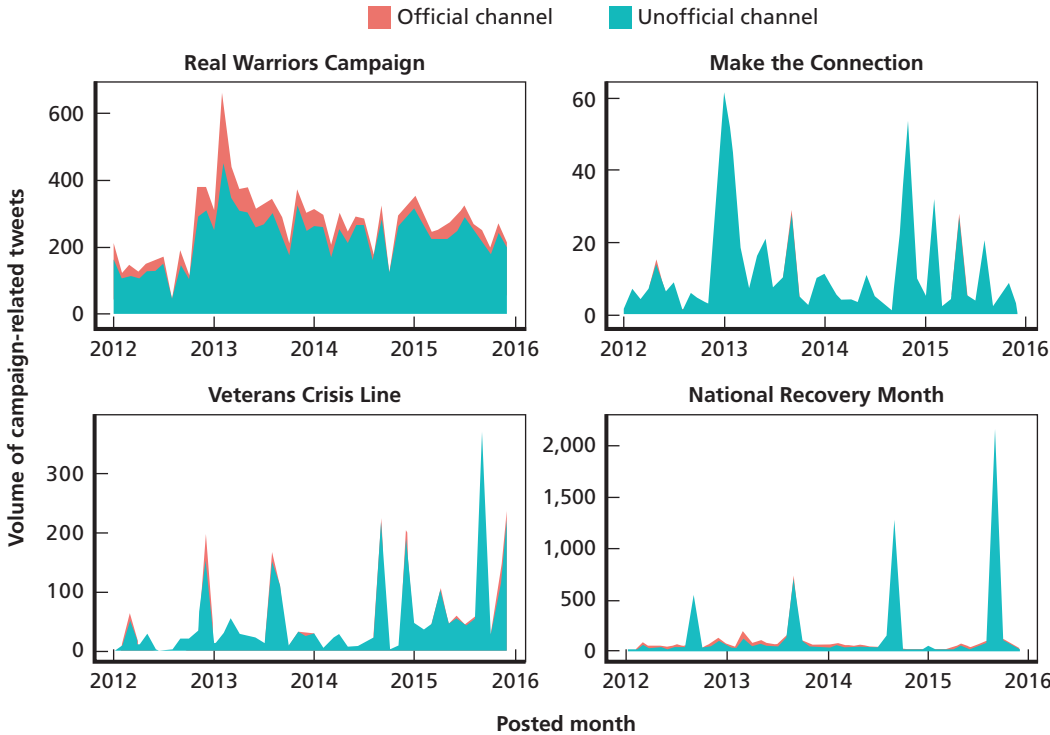 Official channel Unofficial channel
Real Warriors Campaign
600
400
200
0
2012 2013 2014 2015 2016
Make the Connection
60
40
20
0
2012 2013 2014 2015 2016
Veterans Crisis Line
300
200
100
0
2012 2013 2014 2015 2016
National Recovery Month
2,000
1,500
1,000
500
0
2012 2013 2014 2015 2016
Volume of campaign-related tweets
Posted month